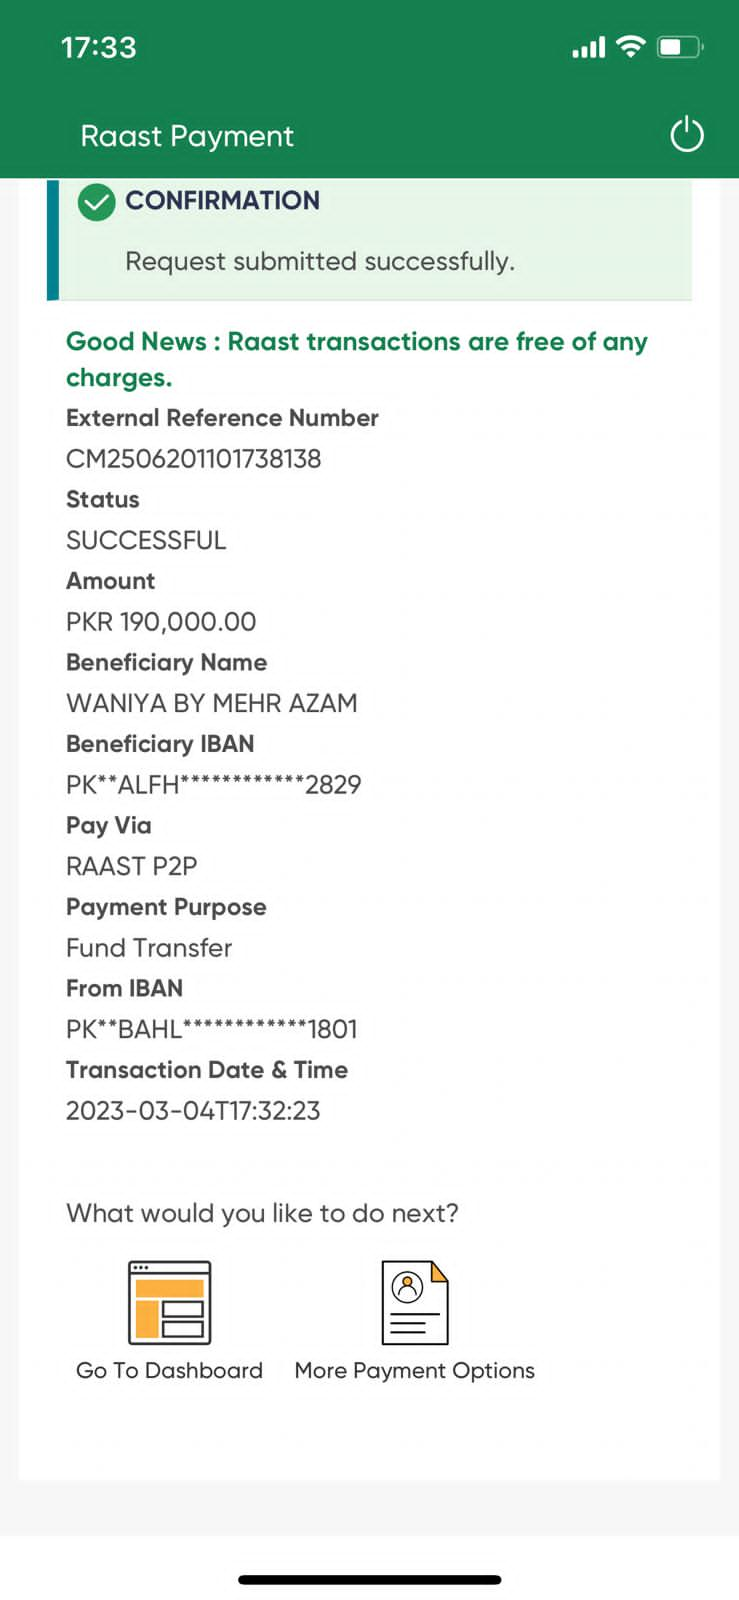 17:33
Raast Payment
CONFIRMATION
Request submitted successfully.
Good News : Raast transactions are free of any
charges.
External Reference Number
CM2506201101738138
Status
SUCCESSFUL
Amount
PKR 190,000.00
Beneficiary Name
WANIYA BY MEHR AZAM
Beneficiary IBAN
PK**ALFH************2829
Pay Via
RAAST P2P
Payment Purpose
Fund Transfer
From IBAN
PK**BAHL************1801
Transaction Date & Time
2023-03-04T17:32:23
What would you like to do next?
Go To Dashboard
More Payment Options